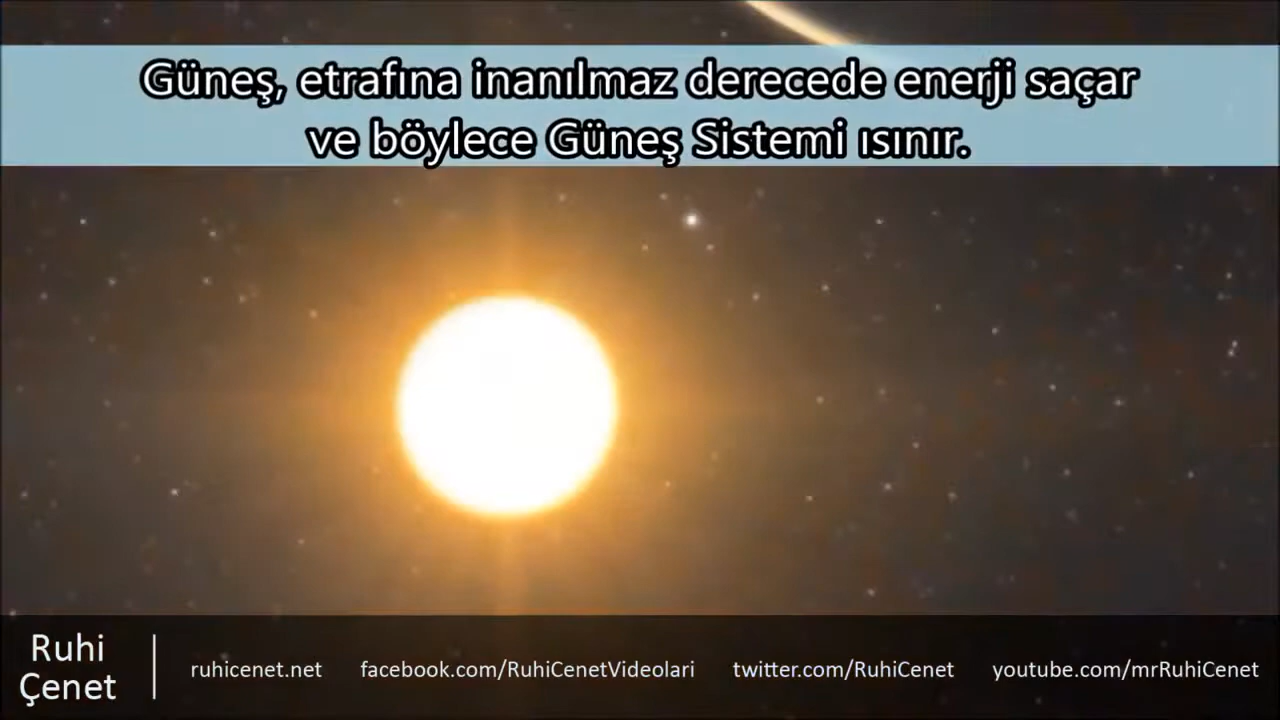 Güneş, etrafına inanılmaz derecede enerji saçar
ve böylece Güneş Sistemi ısınır.
Ruhi
Çenet
ruhicenet.net
facebook.com/RuhiCenetVideolari
twitter.com/RuhiCenet
youtube.com/mrRuhiCenet